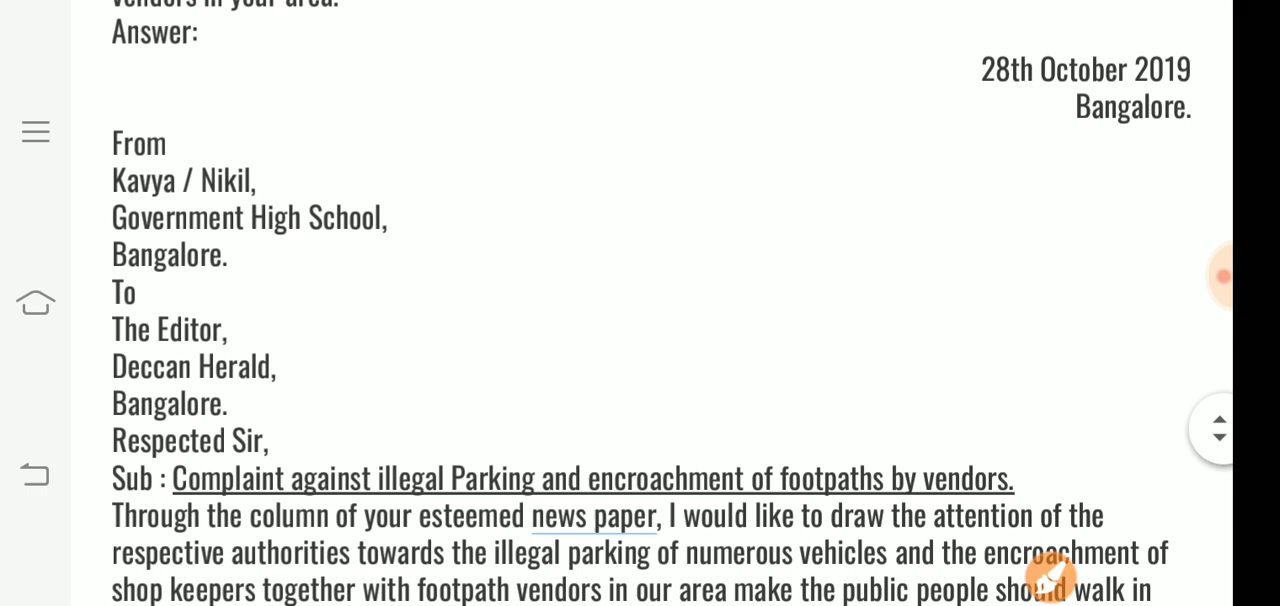 vendors in your area.
Answer:
28th October 2019
Bangalore.
From
Kavya / Nikil,
Government High School,
Bangalore.
To
The Editor,
Deccan Herald,
Bangalore.
Respected Sir,
Sub : Complaint against illegal Parking and encroachment of footpaths by vendors.
Through the column of your esteemed news paper, I would like to draw the attention of the
respective authorities towards the illegal parking of numerous vehicles and the encroachment of
shop keepers together with footpath vendors in our area make the public people should walk in